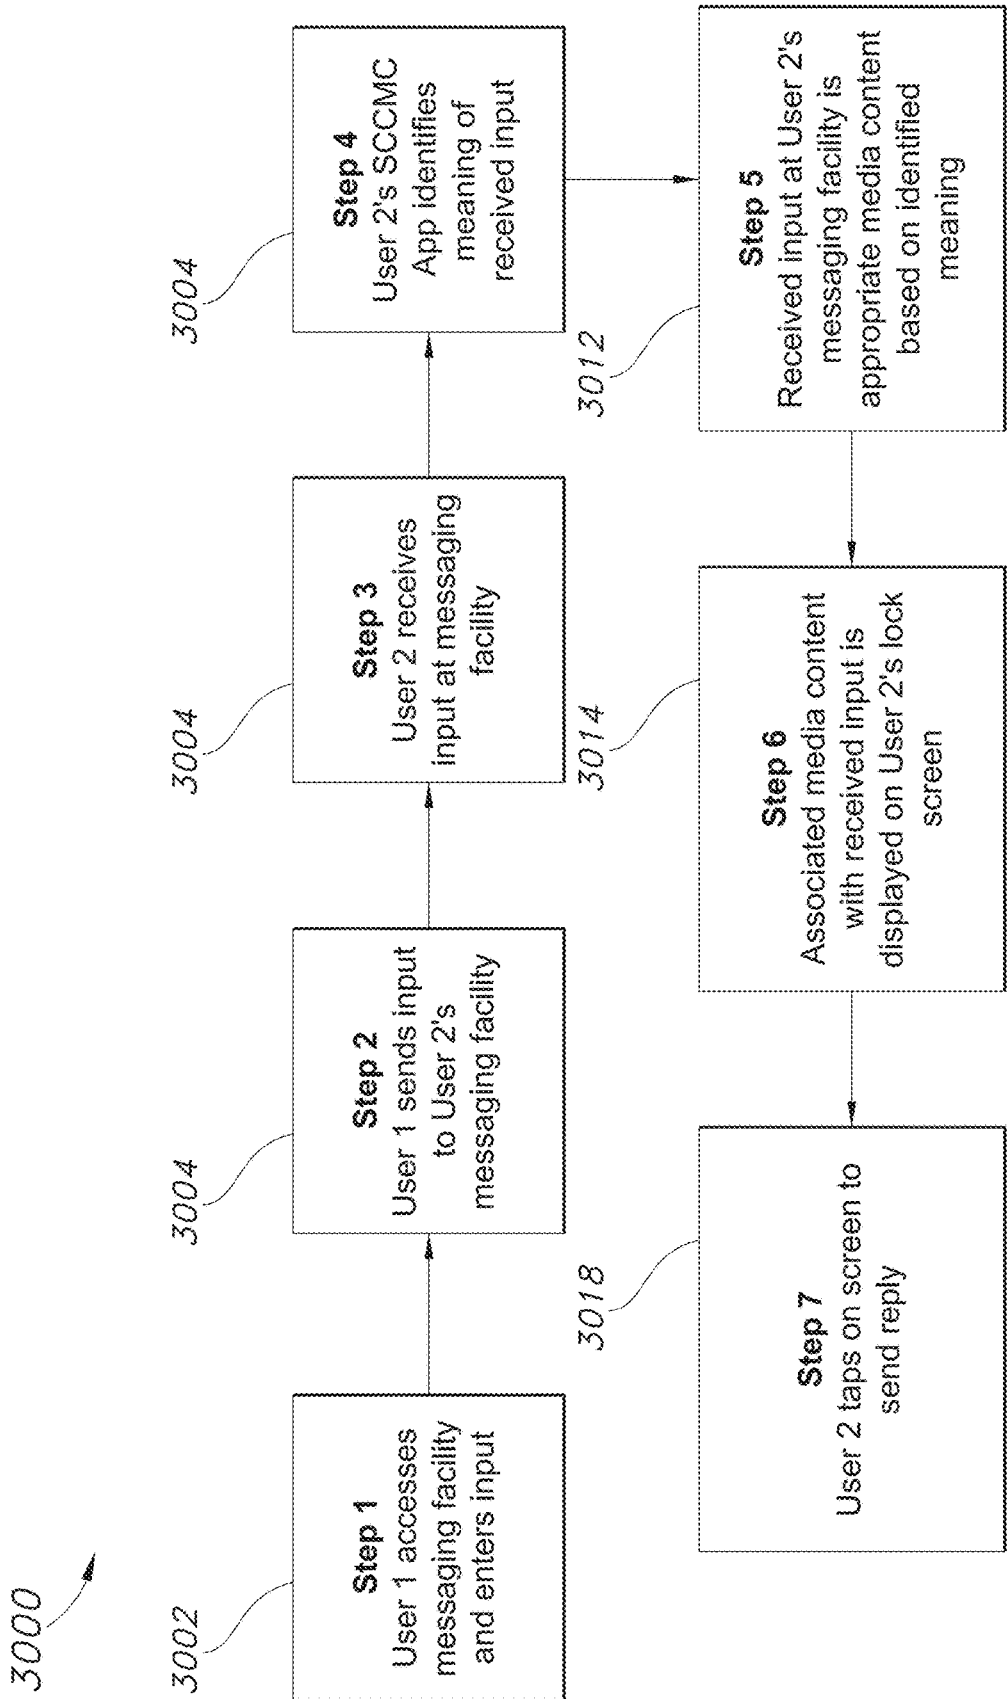 3000
3002
Step 1
User 1 accesses
messaging facility
and enters input
3004
Step 2
User 1 sends input
to User 2's
messaging facility
3004
Step 3
User 2 receives
input at messaging
facility
3004
Step 4
User 2's SCCMC
App identifies
meaning of
received input
3012
Step 5
Received input at User 2's
messaging facility is
appropriate media content
based on identified
meaning
3014
Step 6
Associated media content
with received input is
displayed on User 2's lock
screen
3018
Step 7
User 2 taps on screen to
send reply